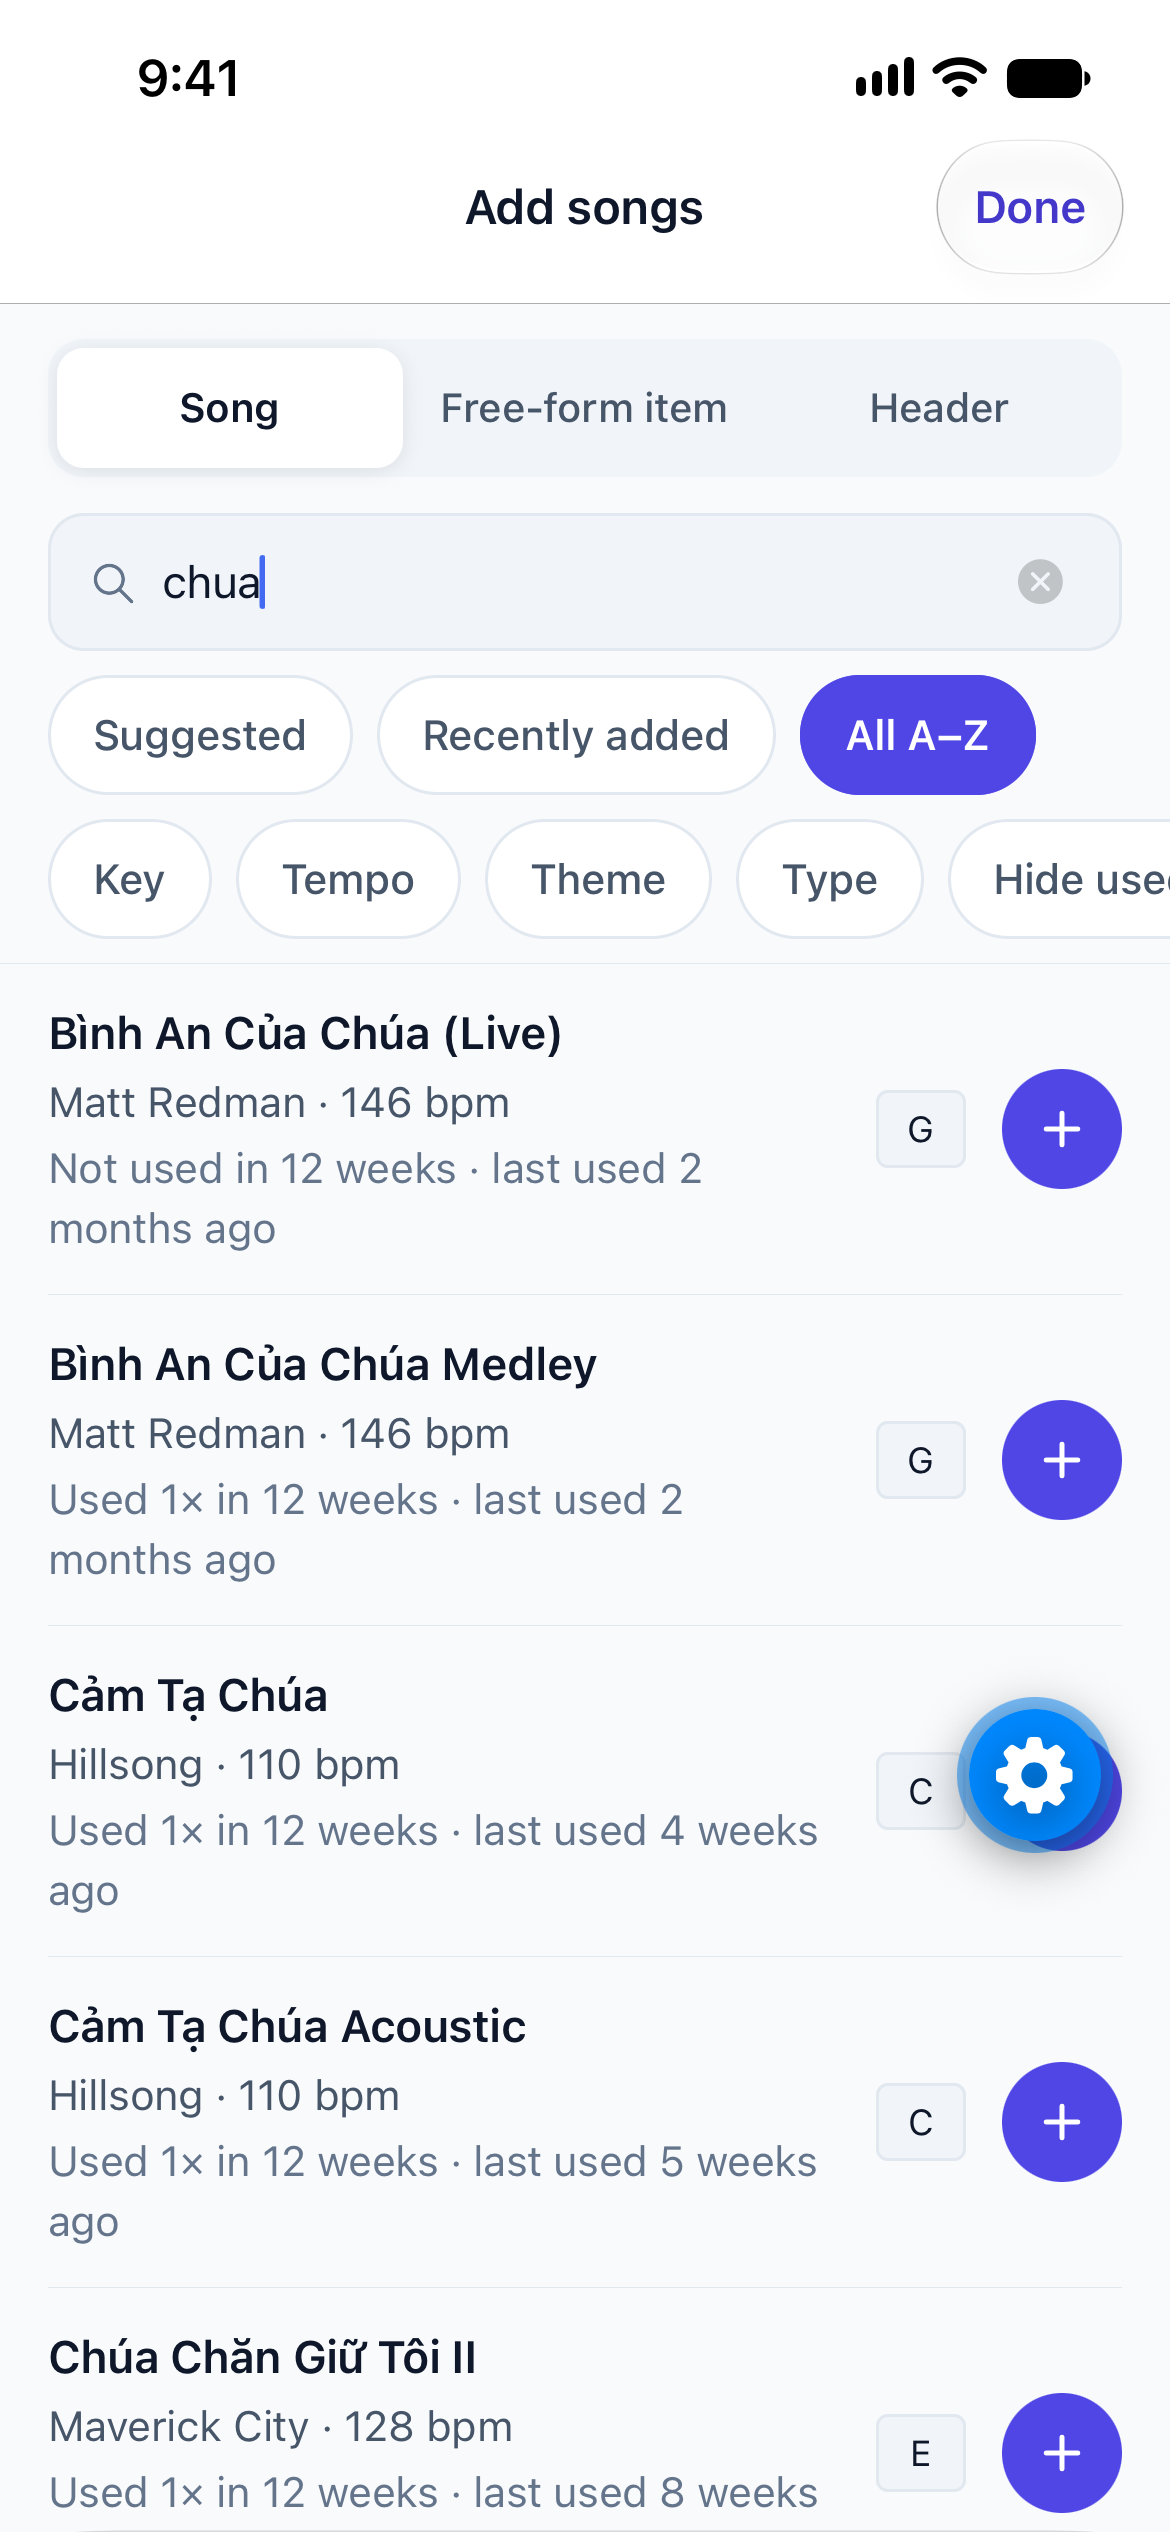 9:41
Add songs
Done
Song
Free-form item
Header
chua
Suggested
Recently added
All A–Z
Key
Tempo
Theme
Type
Hide used
Bình An Của Chúa (Live)
Matt Redman · 146 bpm
Not used in 12 weeks · last used 2
months ago
G
Bình An Của Chúa Medley
Matt Redman · 146 bpm
Used 1× in 12 weeks · last used 2
months ago
G
Cảm Tạ Chúa
Hillsong · 110 bpm
Used 1× in 12 weeks · last used 4 weeks
ago
C
Cảm Tạ Chúa Acoustic
Hillsong · 110 bpm
Used 1× in 12 weeks · last used 5 weeks
ago
C
Chúa Chăn Giữ Tôi II
Maverick City · 128 bpm
Used 1× in 12 weeks · last used 8 weeks
E